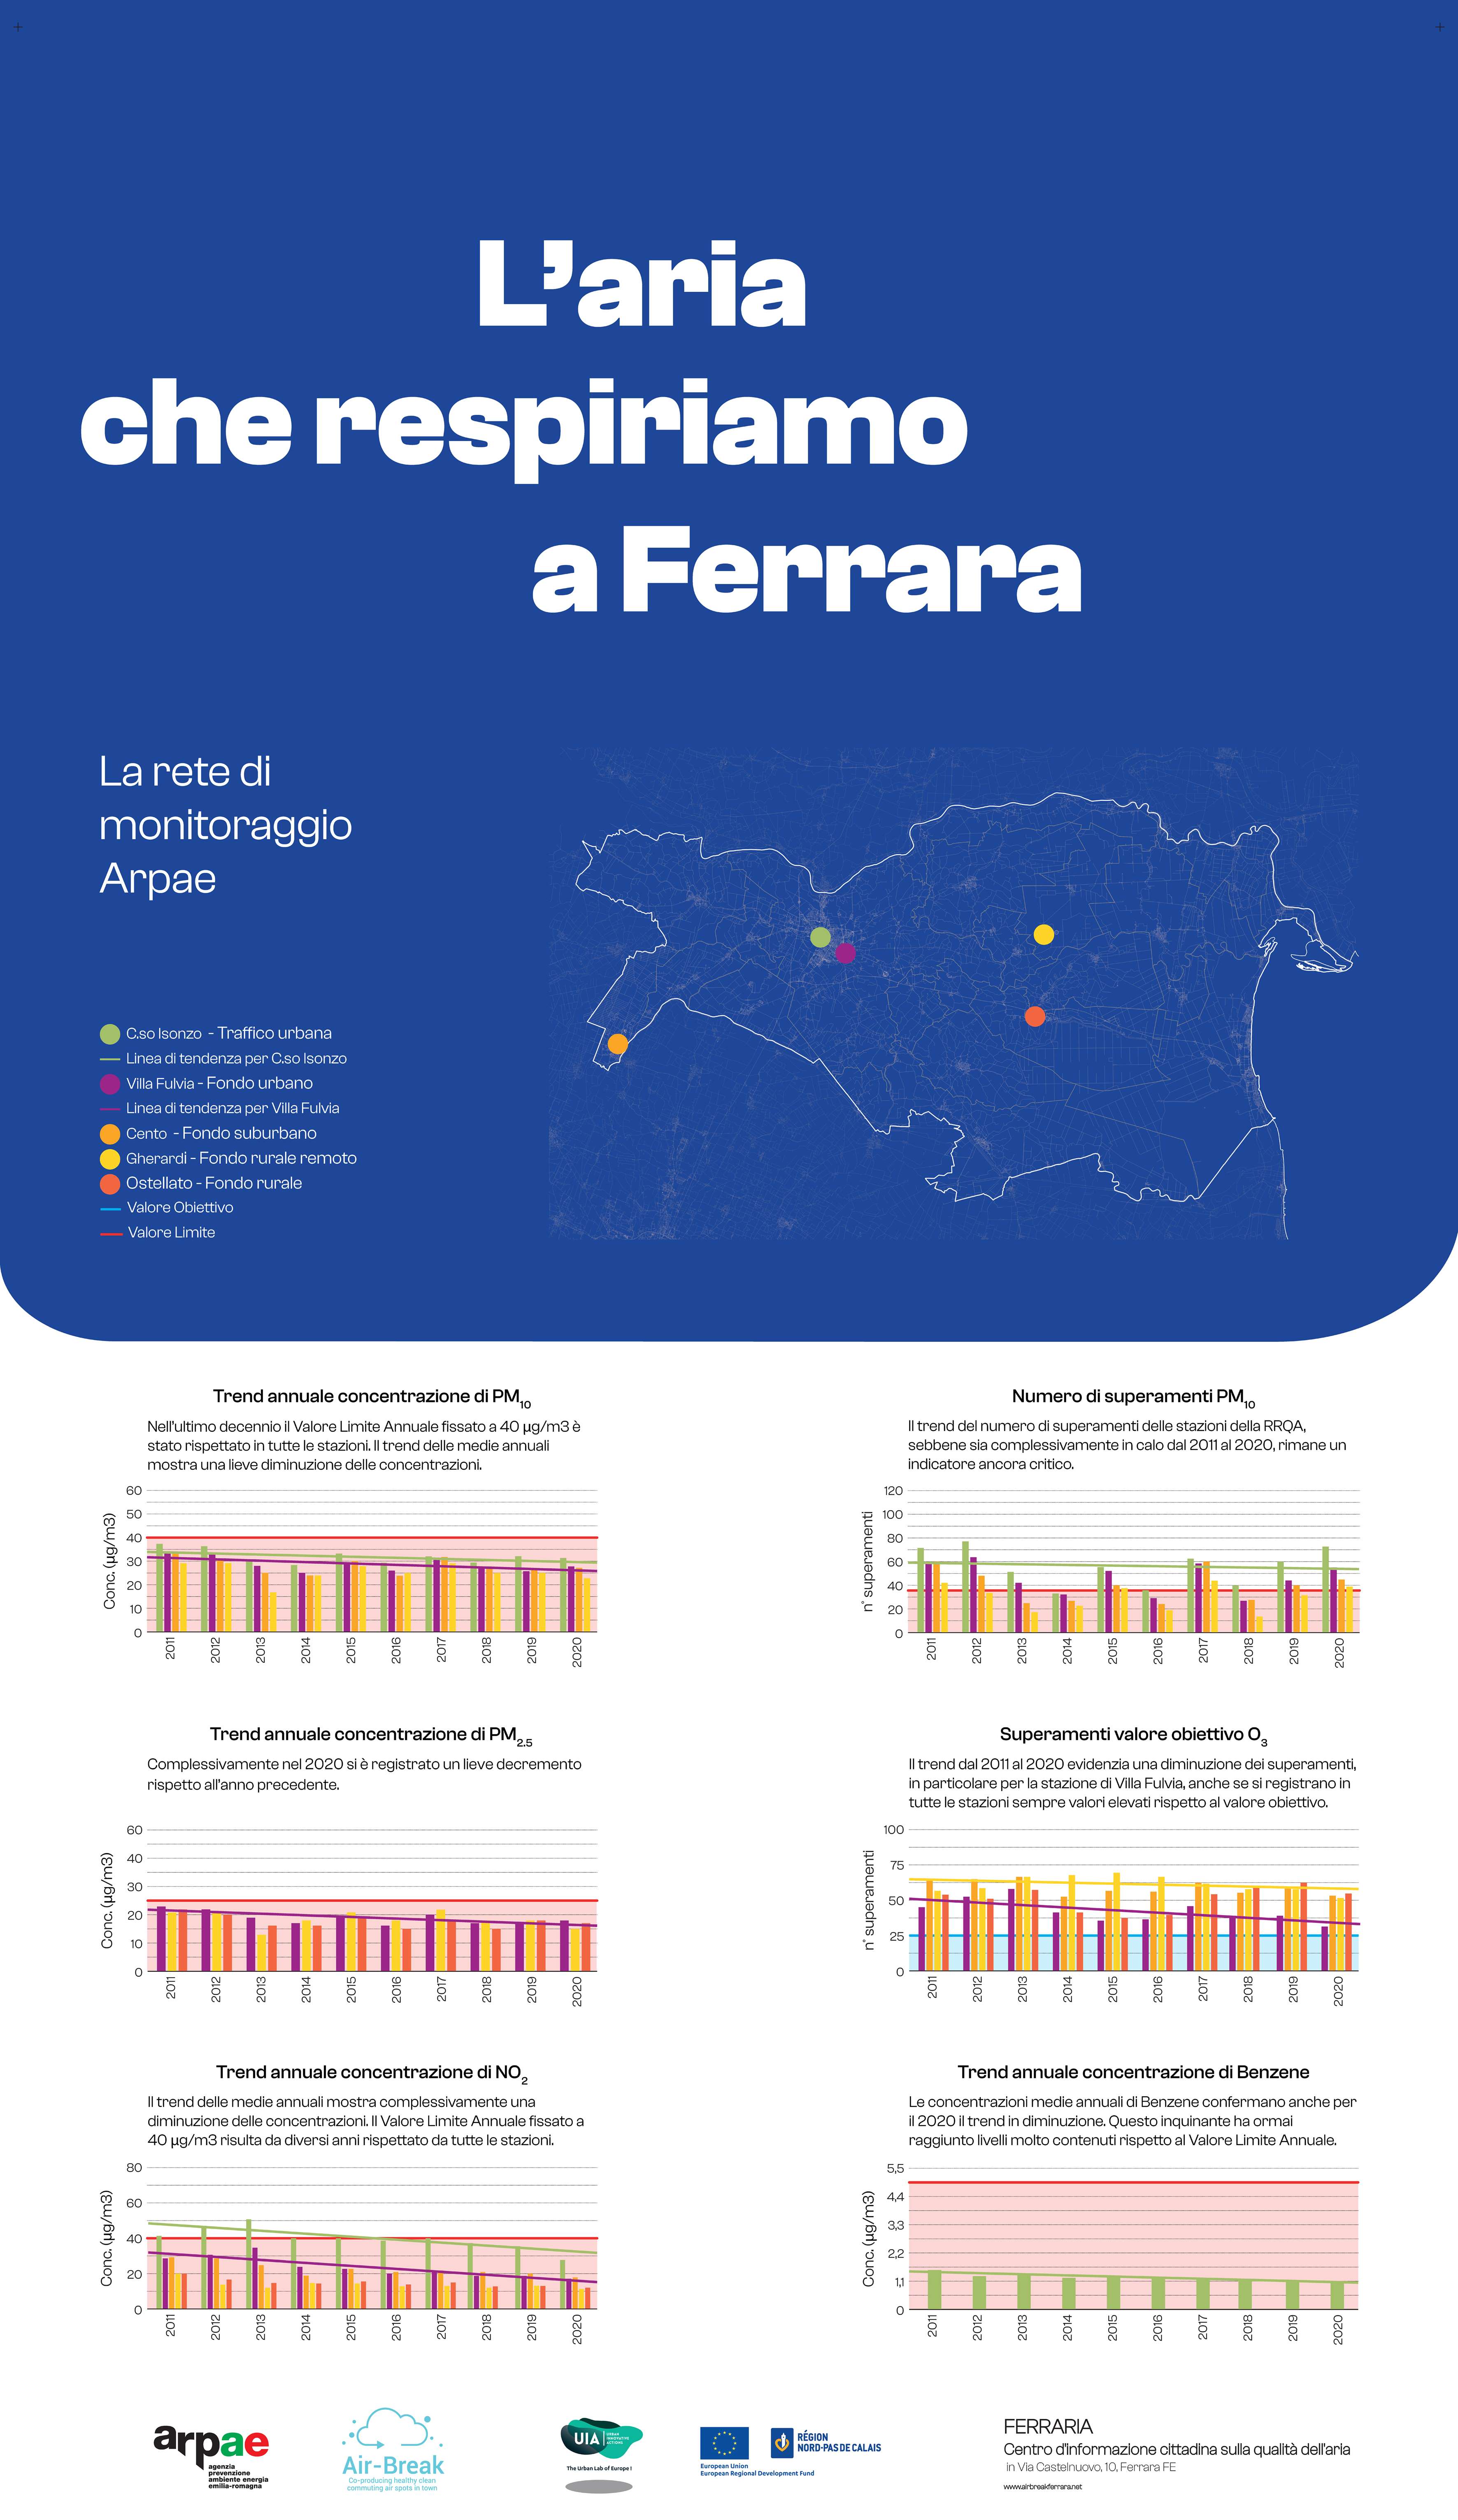 L'aria
che respiriamo
a Ferrara
La rete di
monitoraggio
Arpae
C.so Isonzo - Traffico urbana
Linea di tendenza per C.so Isonzo
Villa Fulvia - Fondo urbano
Linea di tendenza per Villa Fulvia
Cento - Fondo suburbano
Gherardi - Fondo rurale remoto
Ostellato - Fondo rurale
Valore Obiettivo
Valore Limite
Trend annuale concentrazione di PM10
Nell'ultimo decennio il Valore Limite Annuale fissato a 40 µg/m3 è
stato rispettato in tutte le stazioni. Il trend delle medie annuali
mostra una lieve diminuzione delle concentrazioni.
Conc. (µg/m3)
60
50
40
30
20
10
0
2011 2012 2013 2014 2015 2016 2017 2018 2019 2020
Numero di superamenti PM10
Il trend del numero di superamenti delle stazioni della RRQA,
sebbene sia complessivamente in calo dal 2011 al 2020, rimane un
indicatore ancora critico.
n° superamenti
120
100
80
60
40
20
0
2011 2012 2013 2014 2015 2016 2017 2018 2019 2020
Trend annuale concentrazione di PM2.5
Complessivamente nel 2020 si è registrato un lieve decremento
rispetto all'anno precedente.
Conc. (µg/m3)
60
40
30
20
10
0
2011 2012 2013 2014 2015 2016 2017 2018 2019 2020
Superamenti valore obiettivo O3
Il trend dal 2011 al 2020 evidenzia una diminuzione dei superamenti,
in particolare per la stazione di Villa Fulvia, anche se si registrano in
tutte le stazioni sempre valori elevati rispetto al valore obiettivo.
n° superamenti
100
75
50
25
0
2011 2012 2013 2014 2015 2016 2017 2018 2019 2020
Trend annuale concentrazione di NO2
Il trend delle medie annuali mostra complessivamente una
diminuzione delle concentrazioni. Il Valore Limite Annuale fissato a
40 µg/m3 risulta da diversi anni rispettato da tutte le stazioni.
Conc. (µg/m3)
80
60
40
20
0
2011 2012 2013 2014 2015 2016 2017 2018 2019 2020
Trend annuale concentrazione di Benzene
Le concentrazioni medie annuali di Benzene confermano anche per
il 2020 il trend in diminuzione. Questo inquinante ha ormai
raggiunto livelli molto contenuti rispetto al Valore Limite Annuale.
Conc. (µg/m3)
5,5
4,4
3,3
2,2
1,1
0
2011 2012 2013 2014 2015 2016 2017 2018 2019 2020
arpae
agenzia
prevenzione
ambiente energia
emilia-romagna
Air-Break
Co-producing healthy clean
commuting air spots in town
UIA
URBAN
INNOVATIVE
ACTIONS
The Urban Lab of Europe !
European Union
European Regional Development Fund
RÉGION
NORD-PAS DE CALAIS
FERRARIA
Centro d'informazione cittadina sulla qualità dell'aria
in Via Castelnuovo, 10, Ferrara FE
www.airbreakferrara.net